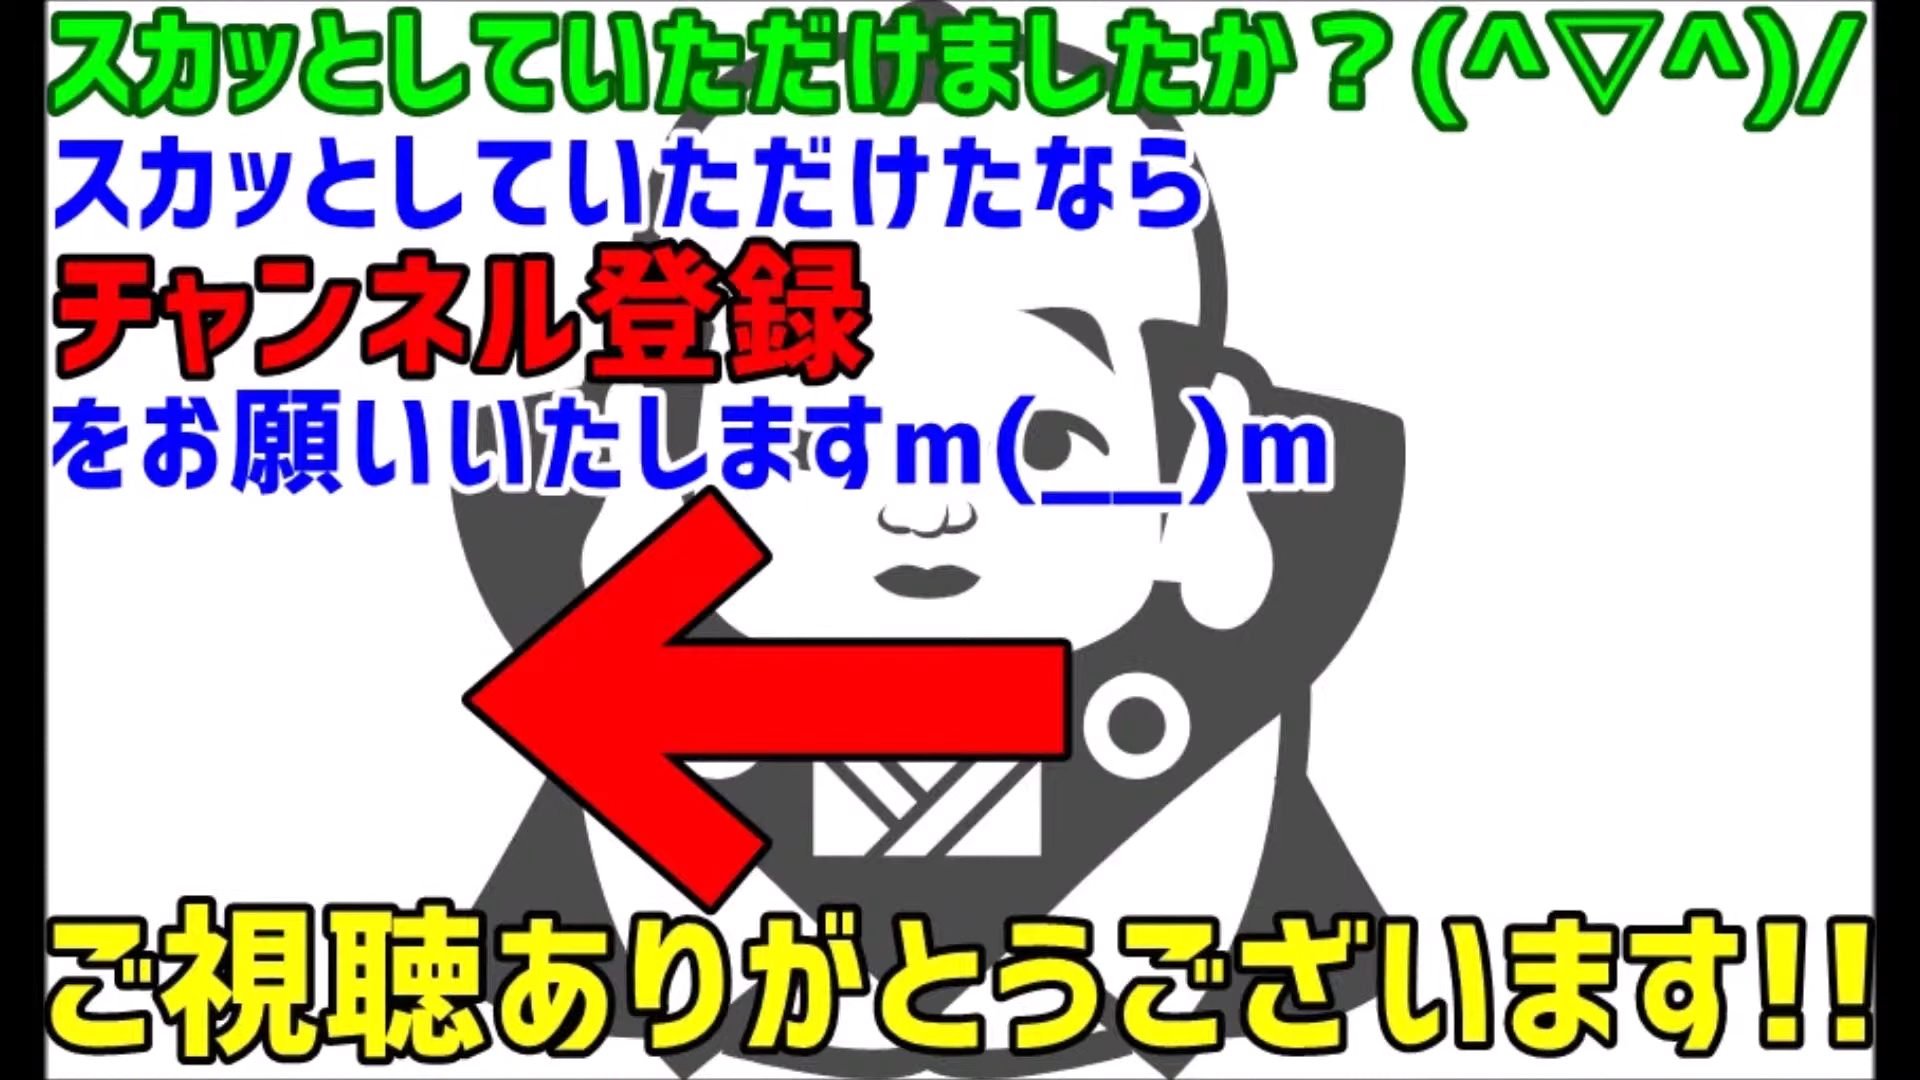 スカッとしていただけましたか？(^▽^)/
スカッとしていただけたなら
チャンネル登録
をお願いいたしますm(__)m
ご視聴ありがとうございます!!